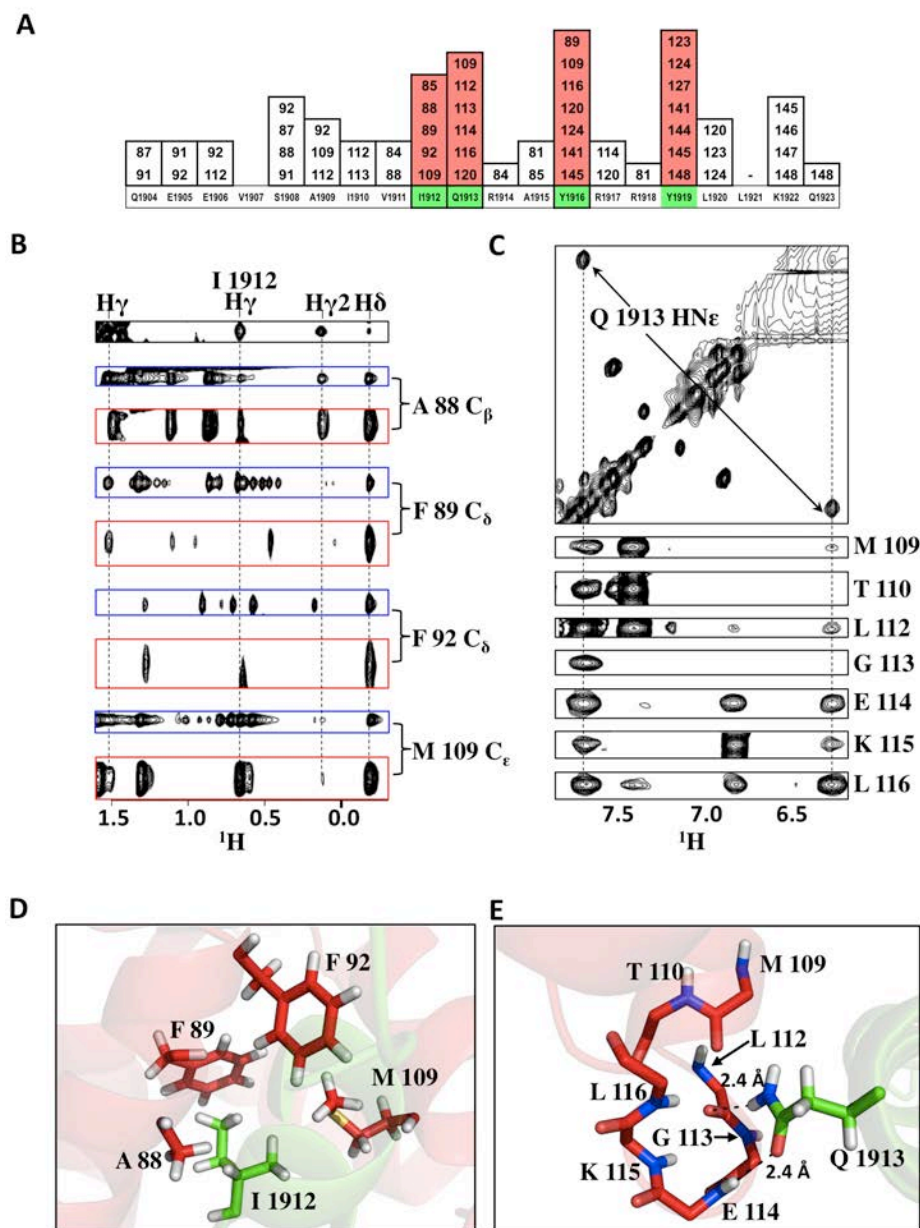 A
89 123
109 109 124
85 112 116 127
92 88 113 120 141 120 145
87 92 89 114 124 144 123 146
87 91 92 88 109 112 84 92 116 81 141 114 145 124 147
91 92 112 91 112 113 88 109 120 84 85 145 120 81 148 148 148
Q1904 E1905 E1906 V1907 S1908 A1909 I1910 V1911 I1912 Q1913 R1914 A1915 Y1916 R1917 R1918 Y1919 L1920 L1921 K1922 Q1923
B
I 1912
Hγ Hγ Hγ2 Hδ
A 88 Cβ
F 89 Cδ
F 92 Cδ
M 109 Cε
1.5 1.0 0.5 0.0
¹H
C
Q 1913 HNε
M 109
T 110
L 112
G 113
E 114
K 115
L 116
7.5 7.0 6.5
¹H
D
F 92
F 89
M 109
A 88
I 1912
E
T 110
M 109
L 112
2.4 Å
L 116
G 113
K 115
2.4 Å
Q 1913
E 114